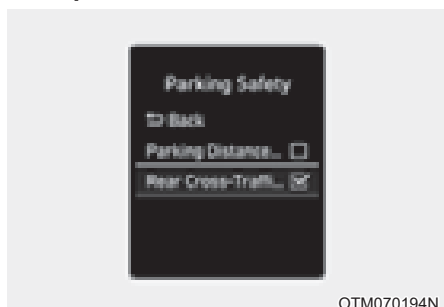 Parking Safety
Back
Parking Distance...
Rear Cross-Traffi...
OTM070194N